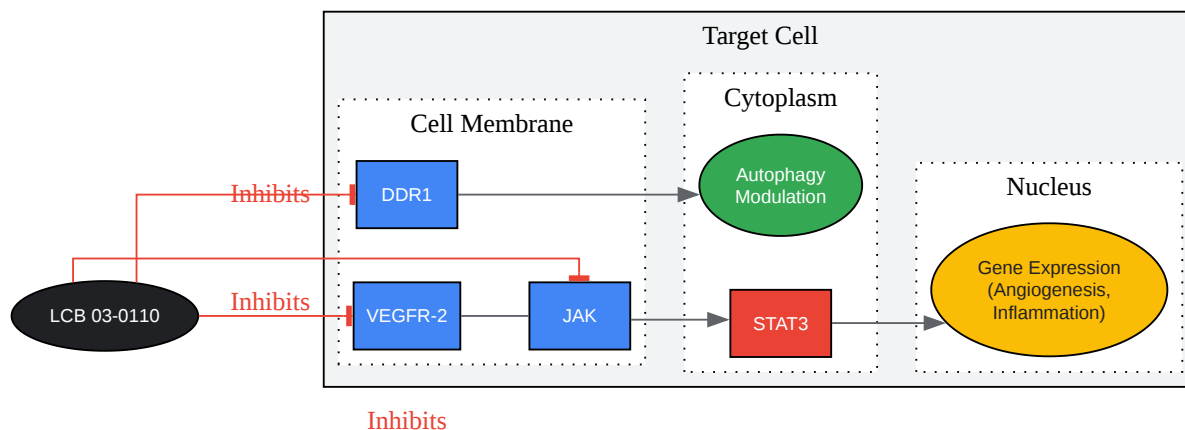 Target Cell
Cell Membrane
Cytoplasm
Nucleus
Inhibits
DDR1
Autophagy
Modulation
LCB 03-0110
Inhibits
VEGFR-2
JAK
STAT3
Gene Expression
(Angiogenesis,
Inflammation)
Inhibits